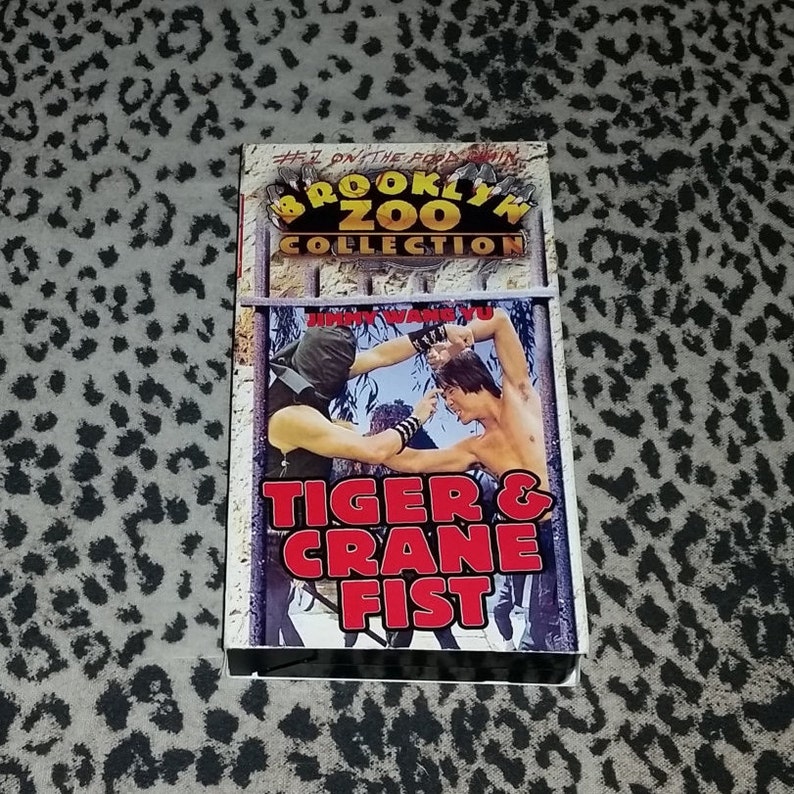 #1 ON THE FOOD CHAIN
BROOKLYN
ZOO
COLLECTION
JIMMY WANG YU
TIGER &
CRANE
FIST